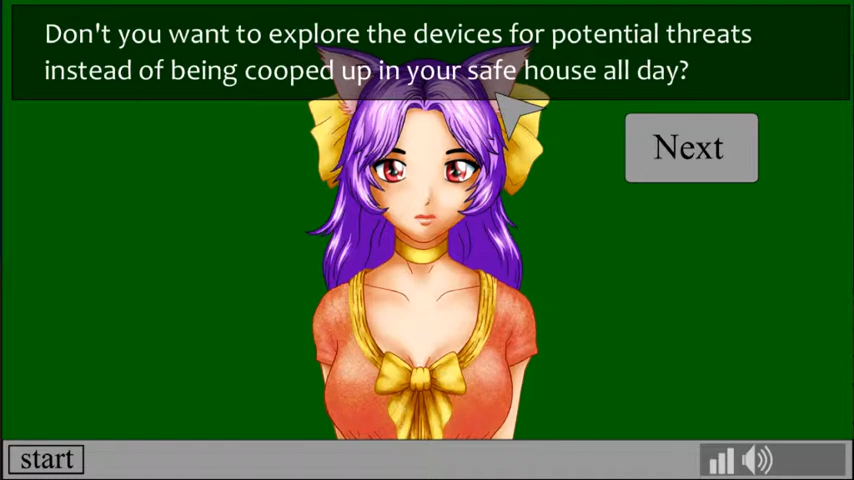 Don't you want to explore the devices for potential threats
instead of being cooped up in your safe house all day?
Next
start